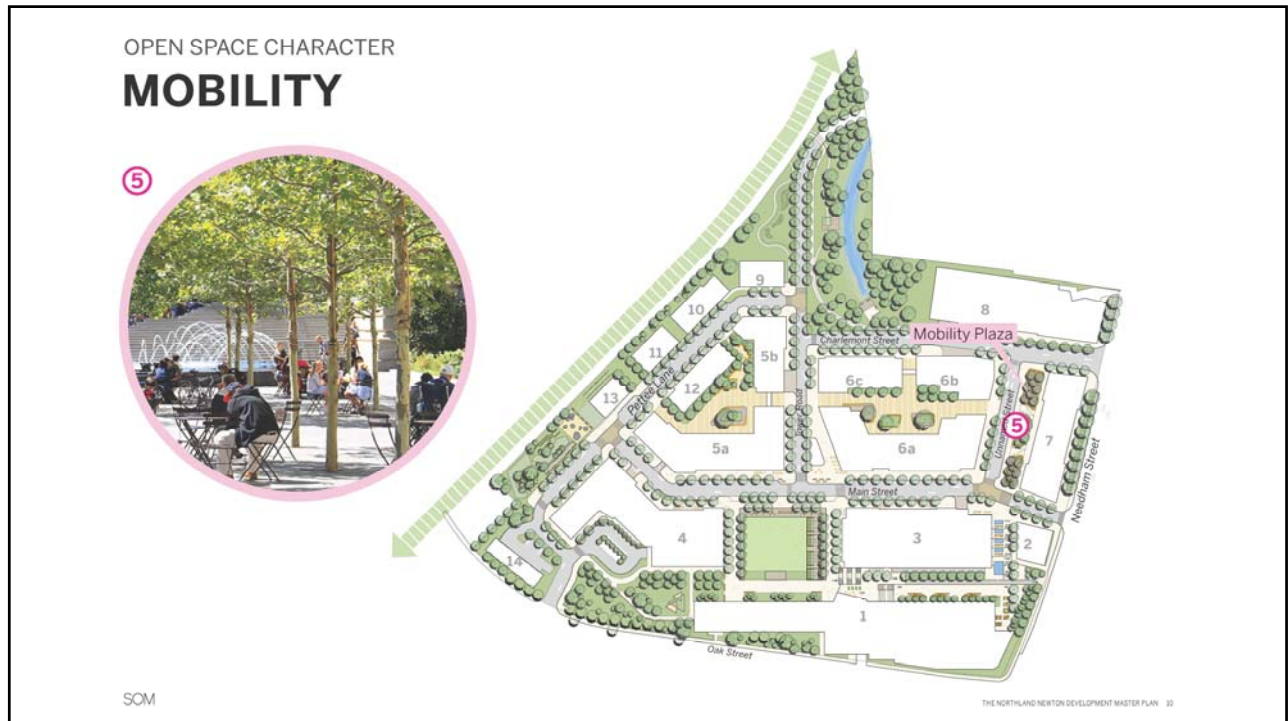 OPEN SPACE CHARACTER
MOBILITY
5
9
10
8
Mobility Plaza
11
5b
Charlemont Street
12
6c
6b
13
Pettee Lane
5
7
5a
6a
Needham Street
Main Street
4
3
2
14
1
Oak Street
SOM
THE NORTHLAND NEWTON DEVELOPMENT MASTER PLAN 10